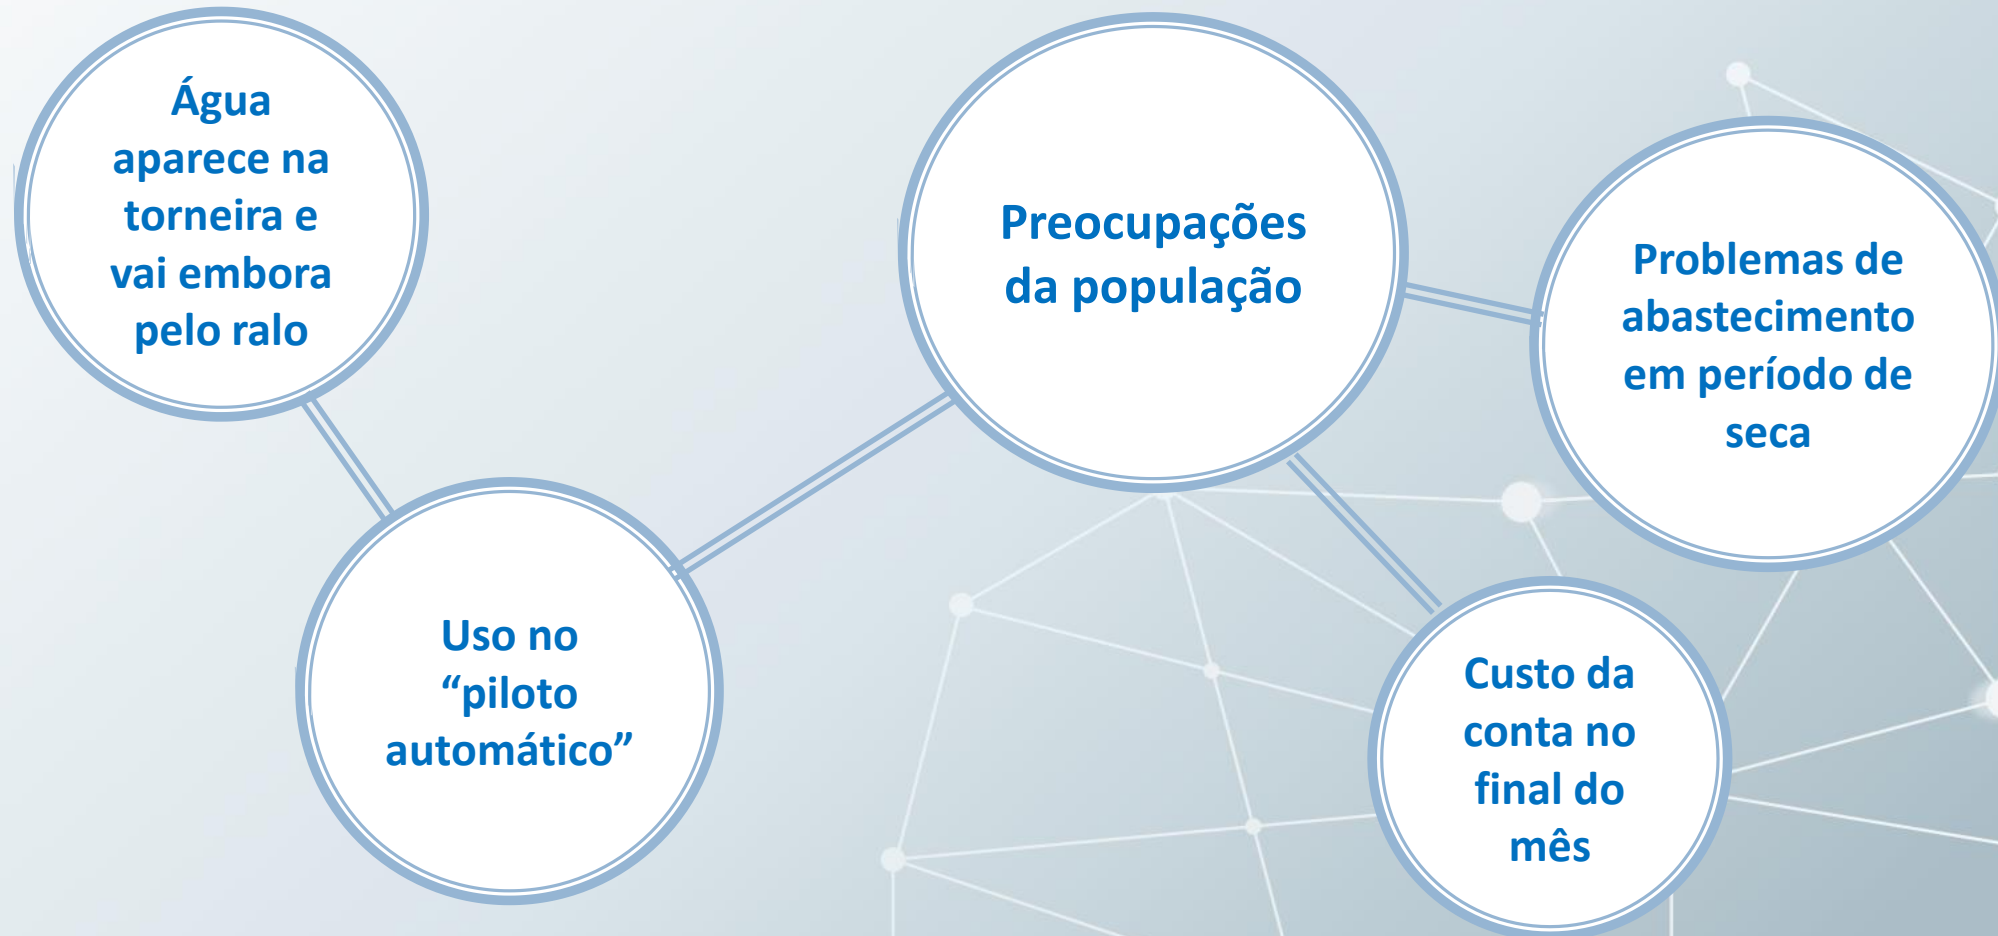 Água
aparece na
torneira e
vai embora
pelo ralo
Uso no
“piloto
automático”
Preocupações
da população
Problemas de
abastecimento
em período de
seca
Custo da
conta no
final do
mês